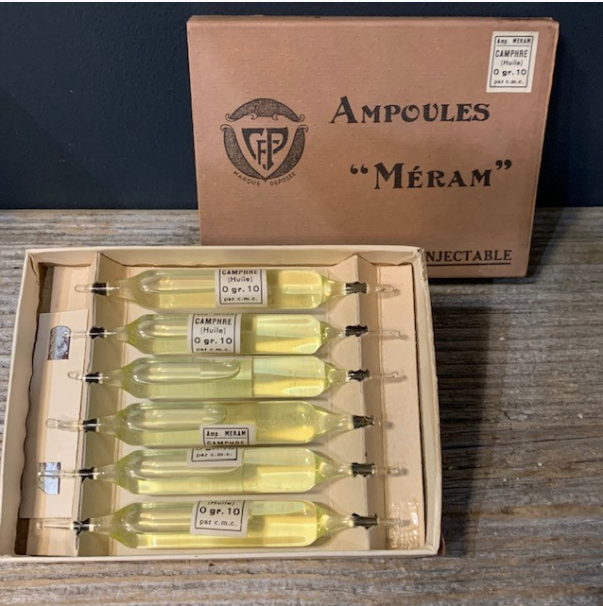 Amp. MÉRAM
CAMPHRE
(Huile)
0 gr. 10
par c.m.c.
AMPOULES
"MÉRAM"
MARQUE DÉPOSÉE
INJECTABLE
CAMPHRE
(Huile)
0 gr. 10
par c.m.c.
CAMPHRE
(Huile)
0 gr. 10
Amp. MÉRAM
CAMPHRE
par c.m.c.
(Huile)
0 gr. 10
par c.m.c.